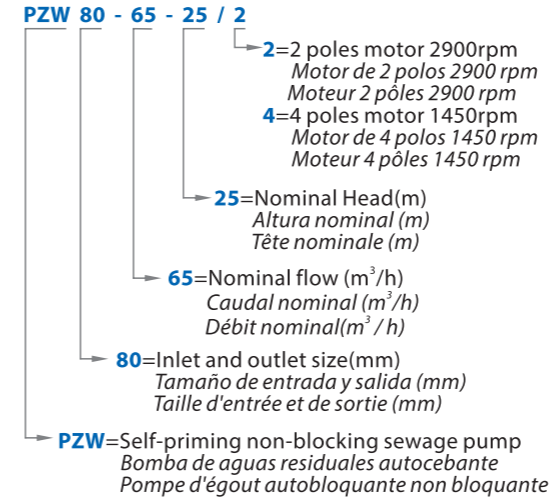 PZW 80 - 65 - 25 / 2
2=2 poles motor 2900rpm
Motor de 2 polos 2900 rpm
Moteur 2 pôles 2900 rpm
4=4 poles motor 1450rpm
Motor de 4 polos 1450 rpm
Moteur 4 pôles 1450 rpm
25=Nominal Head(m)
Altura nominal (m)
Tête nominale (m)
65=Nominal flow (m³/h)
Caudal nominal (m³/h)
Débit nominal(m³ / h)
80=Inlet and outlet size(mm)
Tamaño de entrada y salida (mm)
Taille d'entrée et de sortie (mm)
PZW=Self-priming non-blocking sewage pump
Bomba de aguas residuales autocebante
Pompe d'égout autobloquante non bloquante